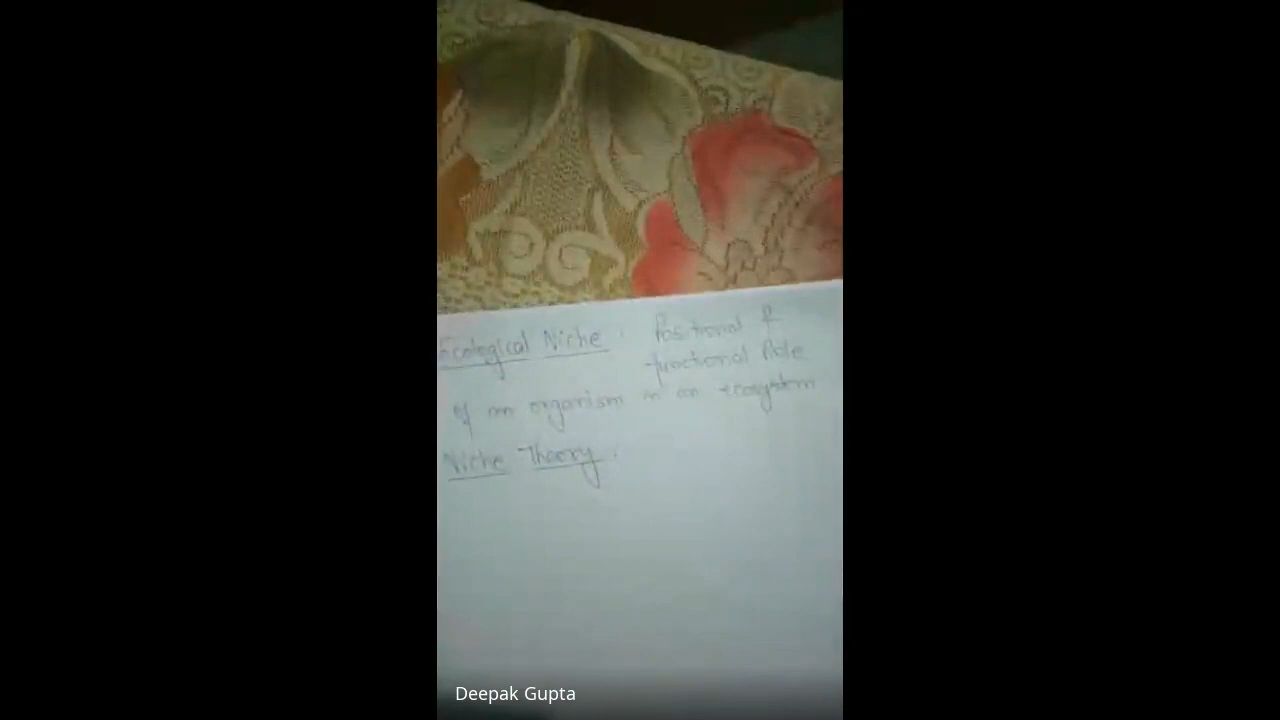 Ecological Niche : Positional &
functional Role
of an organism in an ecosystem
Niche Theory :
Deepak Gupta